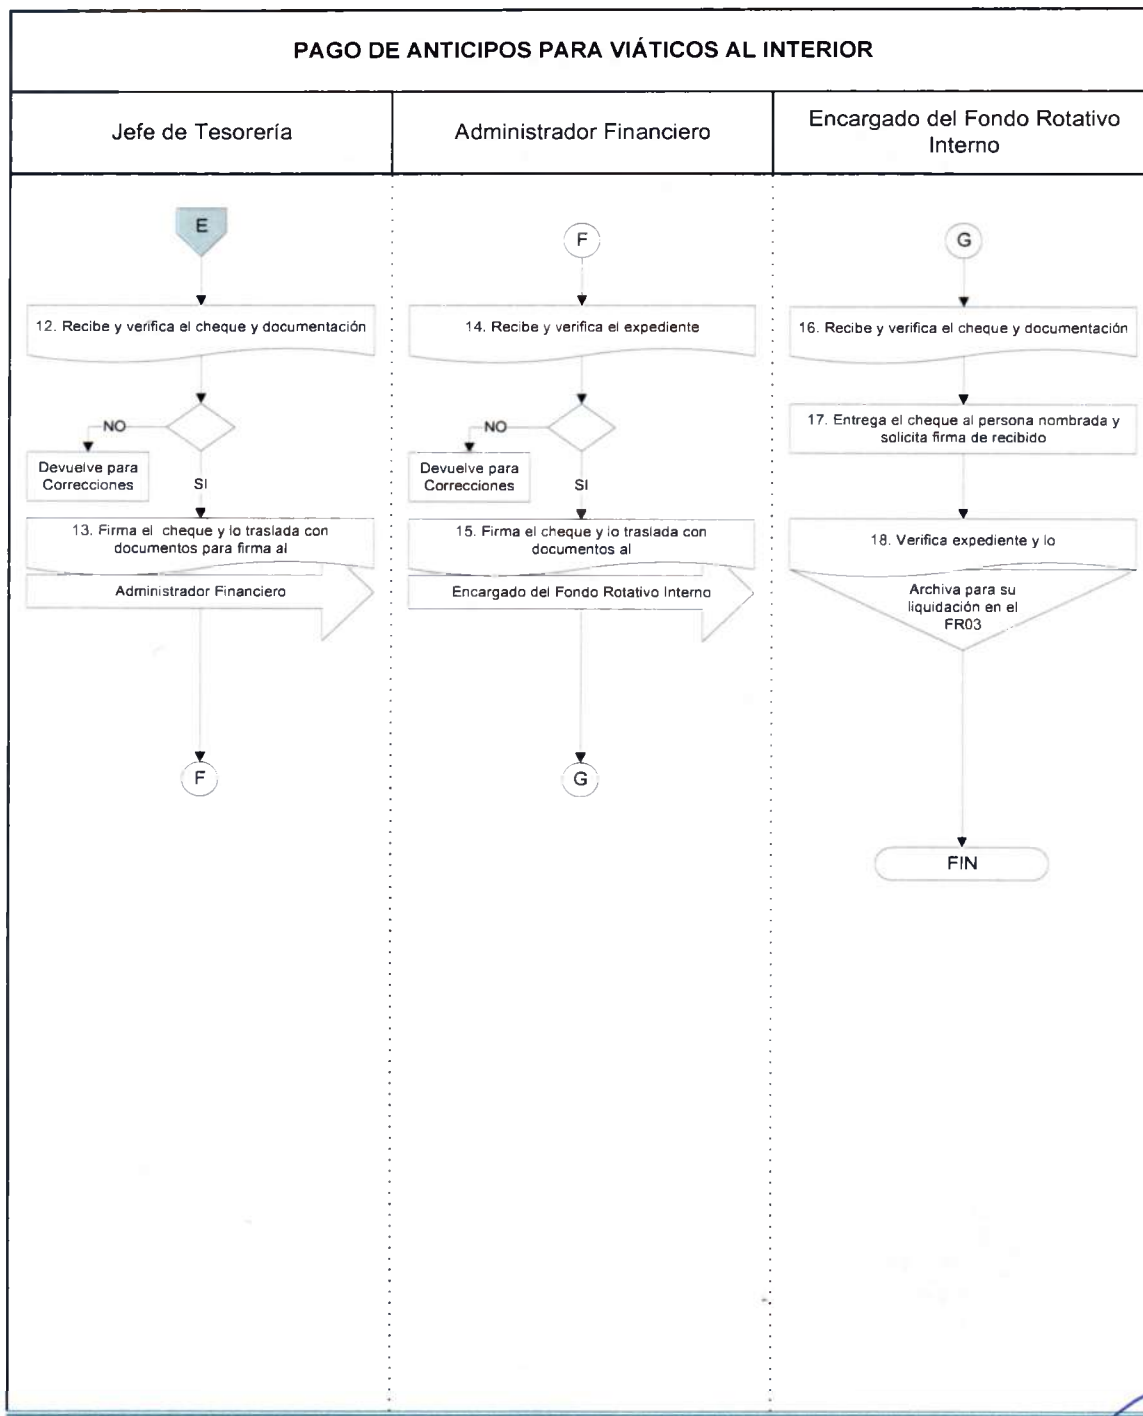 PAGO DE ANTICIPOS PARA VIÁTICOS AL INTERIOR
Jefe de Tesorería
Administrador Financiero
Encargado del Fondo Rotativo
Interno
E
12. Recibe y verifica el cheque y documentación
NO
Devuelve para
Correcciones
SI
13. Firma el cheque y lo traslada con
documentos para firma al
Administrador Financiero
F
F
14. Recibe y verifica el expediente
NO
Devuelve para
Correcciones
SI
15. Firma el cheque y lo traslada con
documentos al
Encargado del Fondo Rotativo Interno
G
G
16. Recibe y verifica el cheque y documentación
17. Entrega el cheque al persona nombrada y
solicita firma de recibido
18. Verifica expediente y lo
Archiva para su
liquidación en el
FR03
FIN